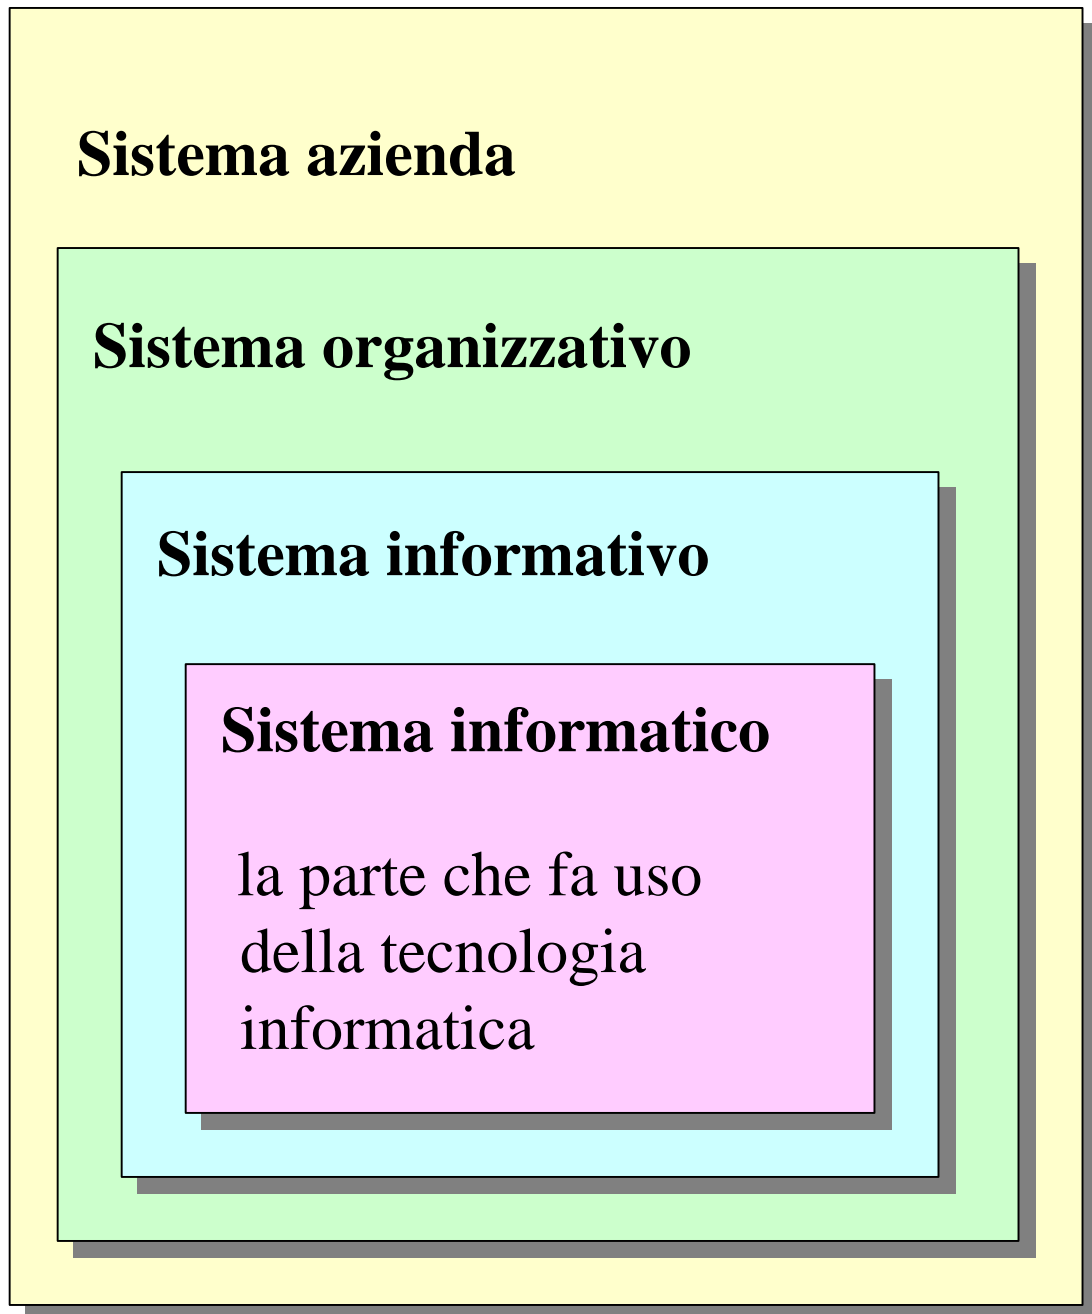 Sistema azienda
Sistema organizzativo
Sistema informativo
Sistema informatico
la parte che fa uso
della tecnologia
informatica